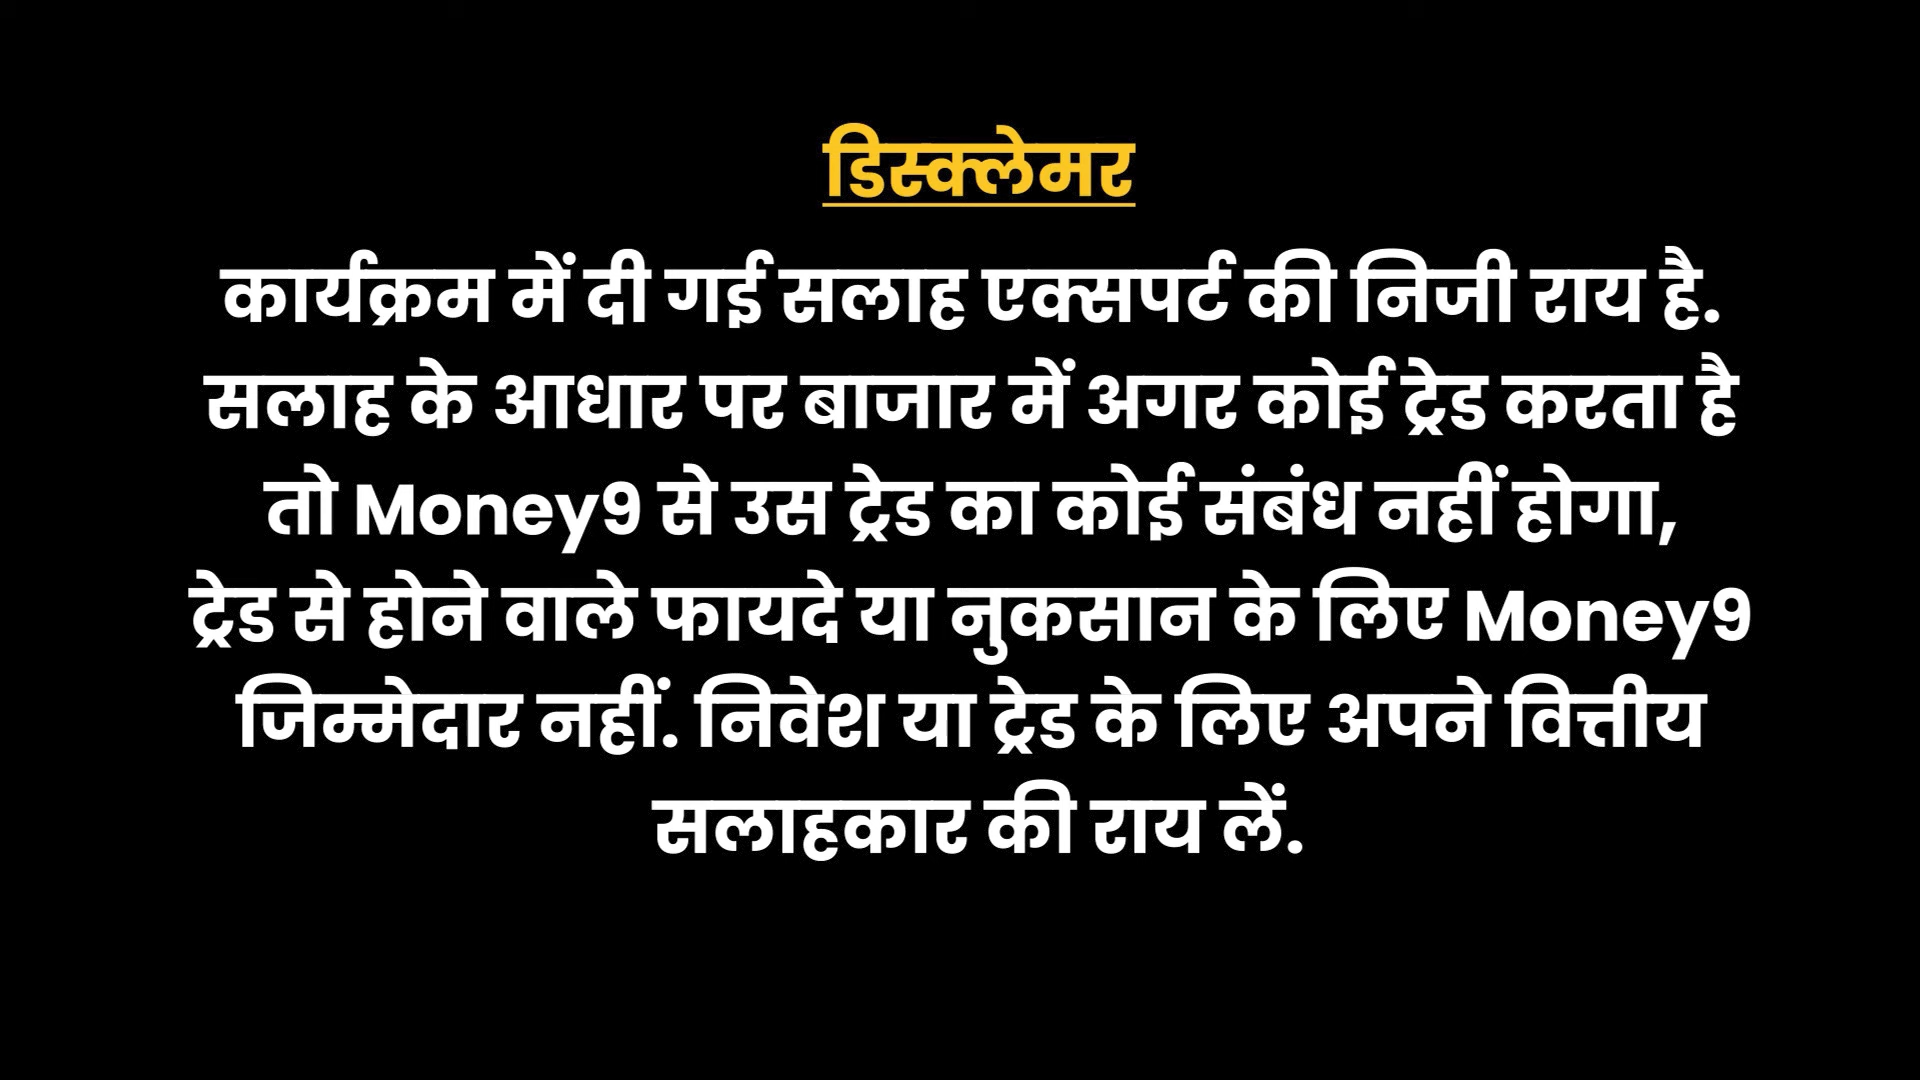 डिस्क्लेमर
कार्यक्रम में दी गई सलाह एक्सपर्ट की निजी राय है.
सलाह के आधार पर बाजार में अगर कोई ट्रेड करता है
तो Money9 से उस ट्रेड का कोई संबंध नहीं होगा,
ट्रेड से होने वाले फायदे या नुकसान के लिए Money9
जिम्मेदार नहीं. निवेश या ट्रेड के लिए अपने वित्तीय
सलाहकार की राय लें.